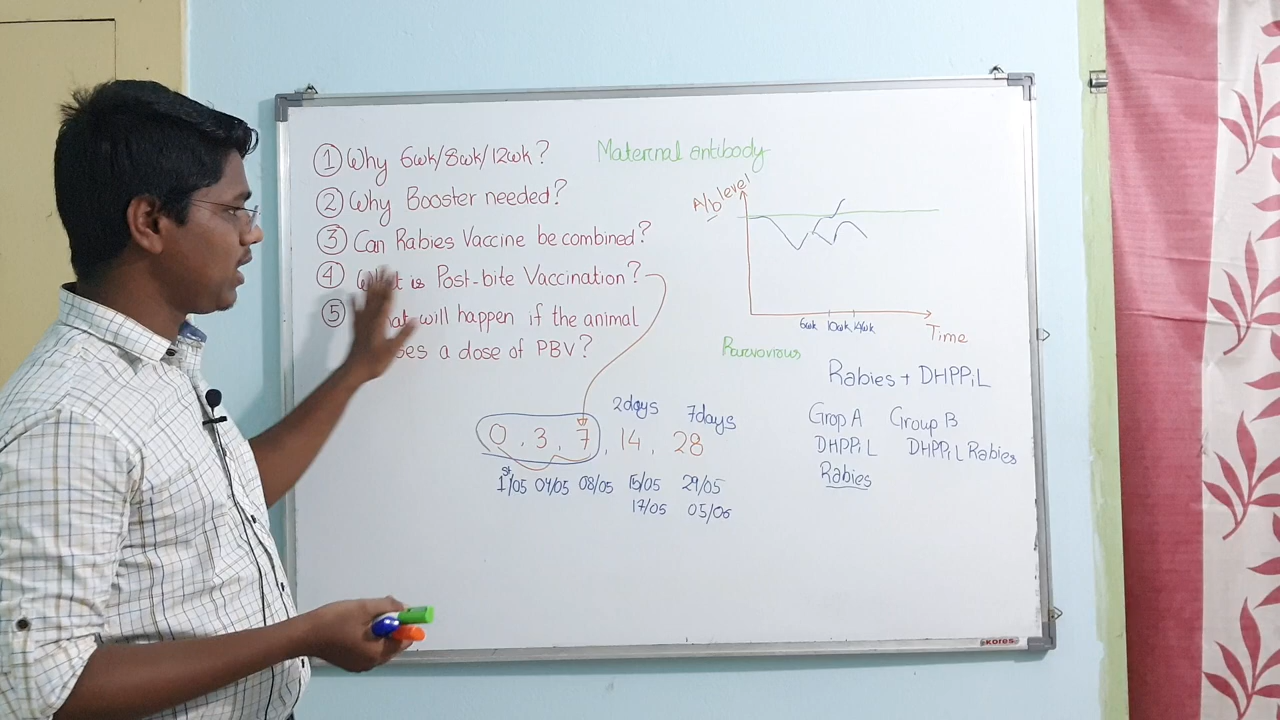 ① Why 6wk/8wk/12wk?
Maternal antibody
② Why Booster needed?
③ Can Rabies Vaccine be combined?
④ What is Post-bite Vaccination?
⑤ What will happen if the animal
a dose of PBV?
A/b level
6wk 10wk 14wk
Time
Rabies + DHPPiL
Grop A Group B
DHPPiL DHPPiL Rabies
Rabies
2days 7days
0, 3, 7, 14, 28
1st/05 04/05 08/05 15/05 29/05
17/05 05/06
kores